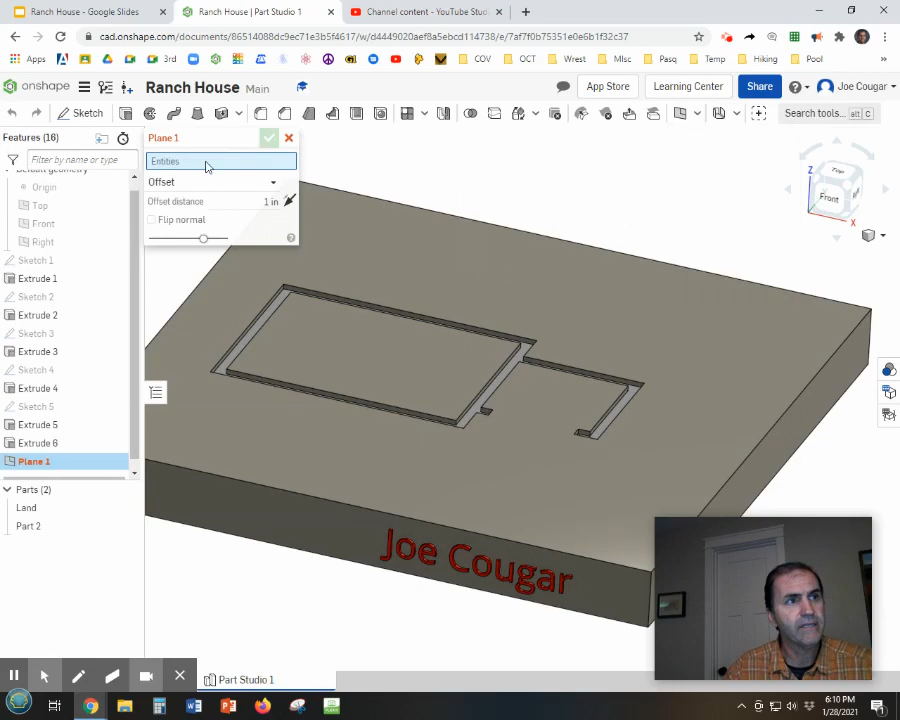 Ranch House - Google Slides
Ranch House | Part Studio 1
Channel content - YouTube Studio
cad.onshape.com/documents/86514088dc9ec71e3b5f4617/w/d4449020aef8a5ebcd114738/e/7af7f0b75351e0e6b1f32c37
Apps
3rd
COV
OCT
West
MIsc
Pasq
Temp
Hiking
Wrest
onshape
Ranch House
Main
App Store
Learning Center
Share
Joe Cougar
Sketch
Search tools...
alt
C
Features (16)
Filter by name or type
Default geometry
Origin
Top
Front
Right
Sketch 1
Extrude 1
Sketch 2
Extrude 2
Sketch 3
Extrude 3
Sketch 4
Extrude 4
Sketch 5
Extrude 5
Extrude 6
Plane 1
Parts (2)
Land
Part 2
Plane 1
Entities
Offset
Offset distance
1 in
Flip normal
Z
Top
Front
X
Joe Cougar
Part Studio 1
6:10 PM
1/28/2021